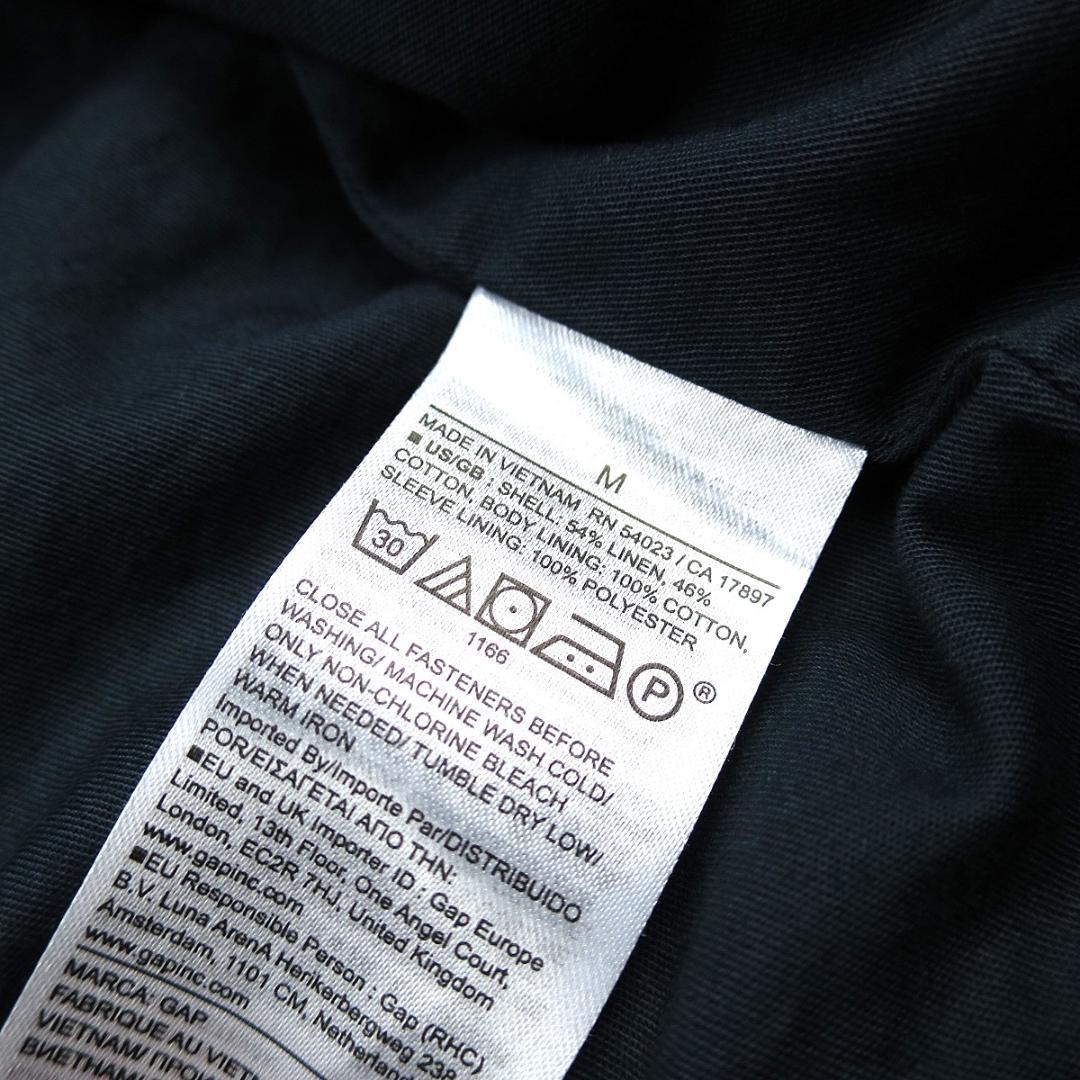 M
MADE IN VIETNAM RN 54023 / CA 17897
■ US/GB : SHELL: 54% LINEN, 46%
COTTON, BODY LINING: 100% COTTON,
SLEEVE LINING: 100% POLYESTER
30
1166
P ®
CLOSE ALL FASTENERS BEFORE
WASHING/ MACHINE WASH COLD/
ONLY NON-CHLORINE BLEACH
WHEN NEEDED/ TUMBLE DRY LOW/
WARM IRON
Imported By/Importe Par/DISTRIBUIDO
POR/ΕΙΣΑΓΕΤΑΙ ΑΠΟ ΤΗΝ:
■EU and UK Importer ID : Gap Europe
Limited, 13th Floor, One Angel Court,
London, EC2R 7HJ, United Kingdom
www.gapinc.com
■EU Responsible Person : Gap (RHC)
B.V. Luna ArenA Herikerbergweg 238
Amsterdam, 1101 CM,
www.gapinc.com
MARCA: GAP
FABRIQUE AU
VIETNAM/